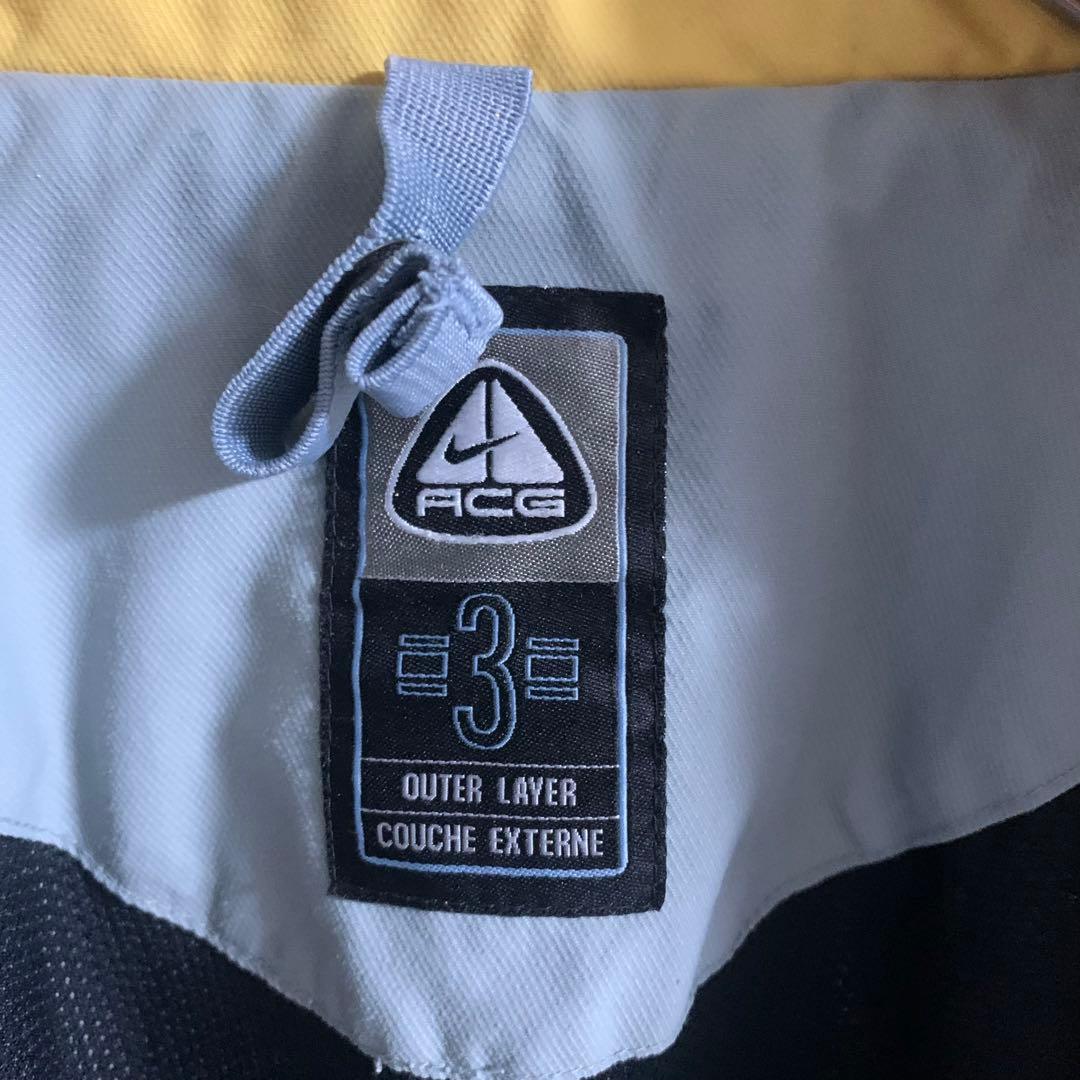 ACG
3
OUTER LAYER
COUCHE EXTERNE